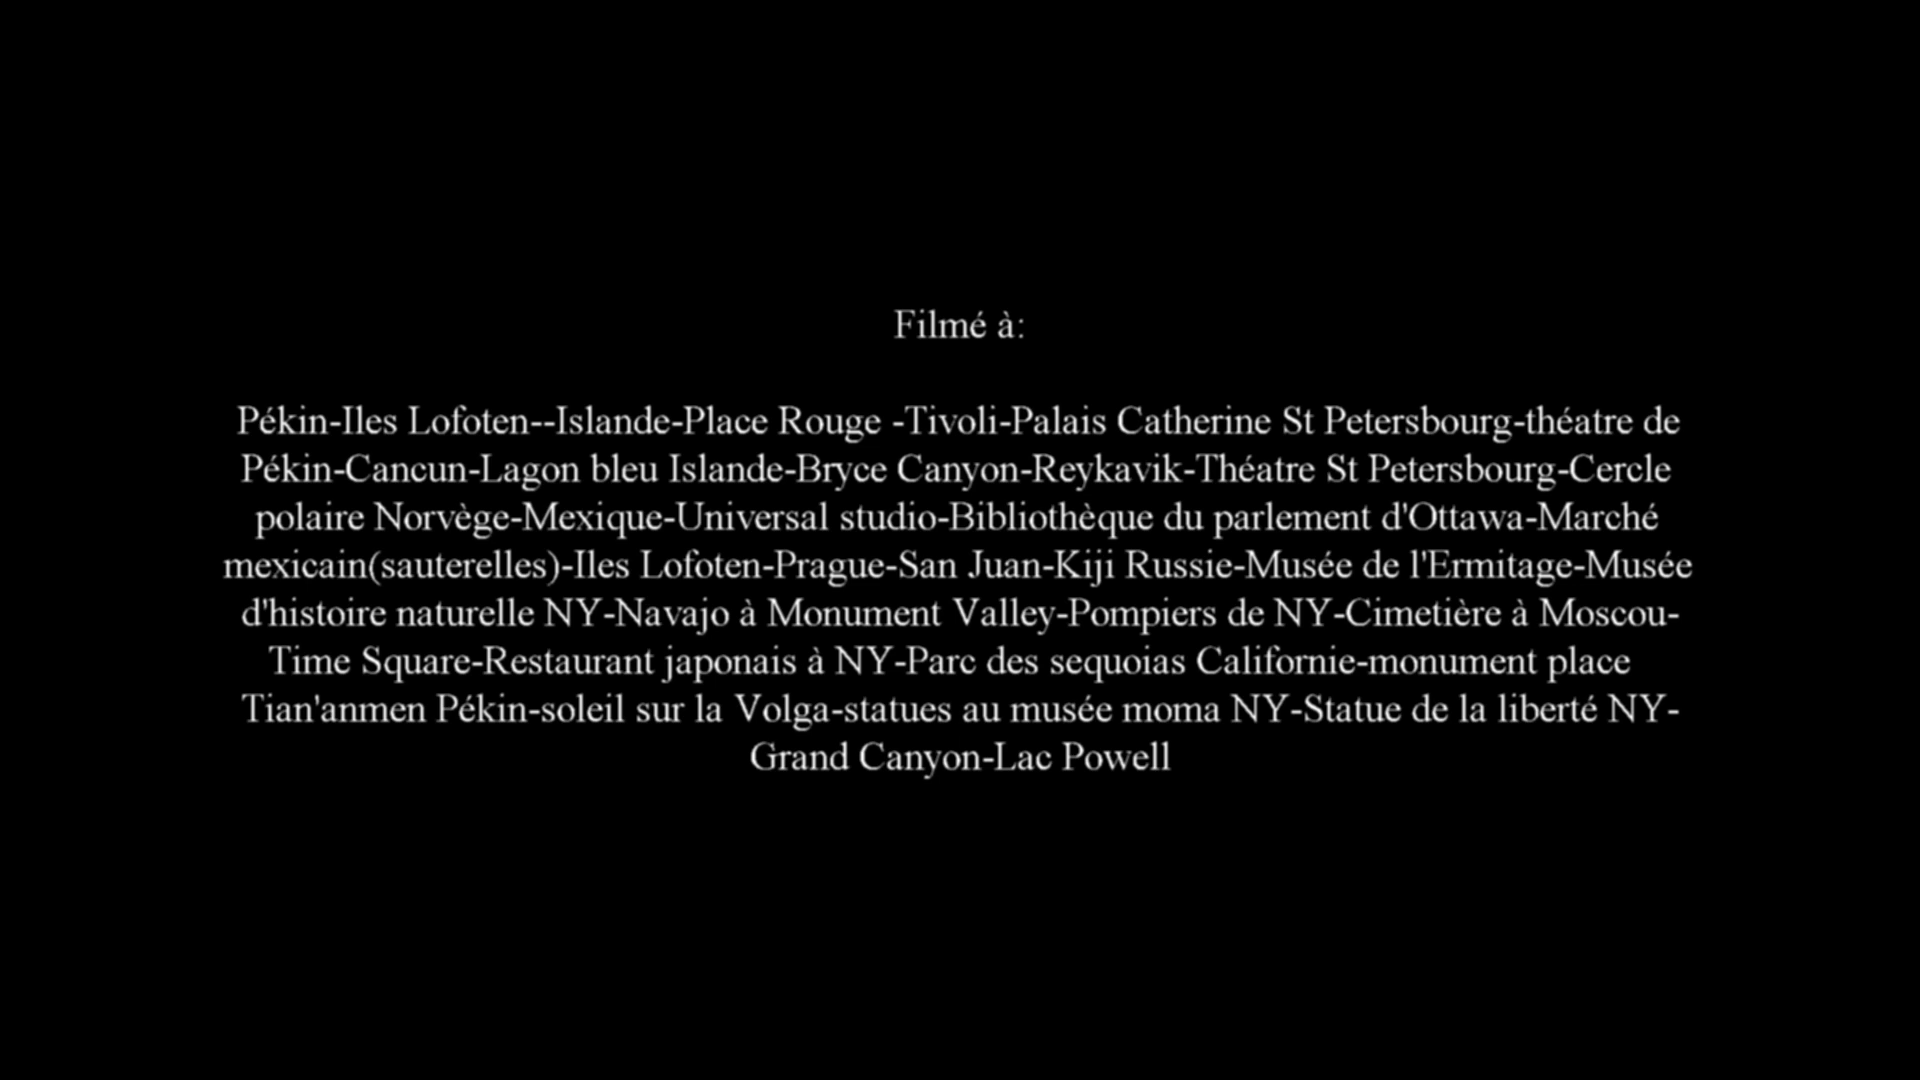 Filmé à:
Pékin-Iles Lofoten--Islande-Place Rouge -Tivoli-Palais Catherine St Petersbourg-théatre de
Pékin-Cancun-Lagon bleu Islande-Bryce Canyon-Reykavik-Théatre St Petersbourg-Cercle
polaire Norvège-Mexique-Universal studio-Bibliothèque du parlement d'Ottawa-Marché
mexicain(sauterelles)-Iles Lofoten-Prague-San Juan-Kiji Russie-Musée de l'Ermitage-Musée
d'histoire naturelle NY-Navajo à Monument Valley-Pompiers de NY-Cimetière à Moscou-
Time Square-Restaurant japonais à NY-Parc des sequoias Californie-monument place
Tian'anmen Pékin-soleil sur la Volga-statues au musée moma NY-Statue de la liberté NY-
Grand Canyon-Lac Powell